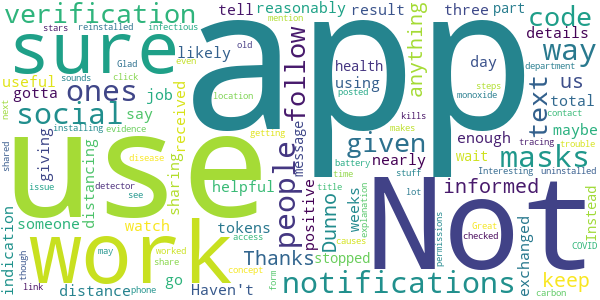 verification
tell
reasonably
result
three
part
code
stars
reinstalled
infectious
mention
sure
app
follow
likely
health
anything
way
details
Glad
even
old
day
department
useful
sounds
click
using
us
gotta
ones
location
posted
kills
steps
monoxide
text
social
job
received
message
given
enough
total
contact
next
installing
say
battery
makes
tracing
trouble
evidence
use
people
nearly
wait
maybe
masks
giving
distancing
disease
getting
time
Interesting
uninstalled
shared
issue
detector
see
sharing
helpful
positive
Dunno
title
stuff
Not
informed
indication
someone
watch
tokens
weeks
explanation
lot
exchanged
Instead
though
may
worked
access
Thanks
stopped
permissions
checked
Great
COVID
link
work
share
go
concept
causes
keep
distance
phone
Haven't
form
notifications
carbon